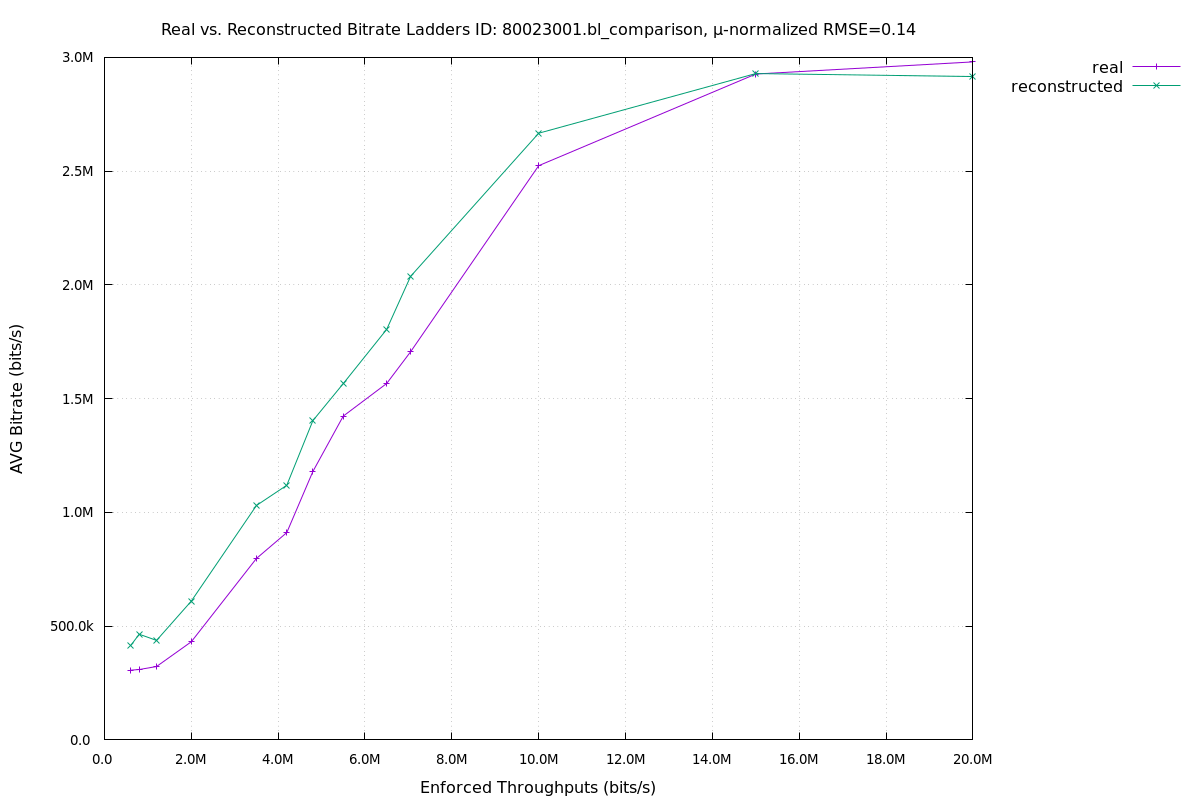 Real vs. Reconstructed Bitrate Ladders ID: 80023001.bl_comparison, μ-normalized RMSE=0.14
real
reconstructed
3.0M
2.5M
2.0M
1.5M
1.0M
500.0k
0.0
AVG Bitrate (bits/s)
0.0 2.0M 4.0M 6.0M 8.0M 10.0M 12.0M 14.0M 16.0M 18.0M 20.0M
Enforced Throughputs (bits/s)